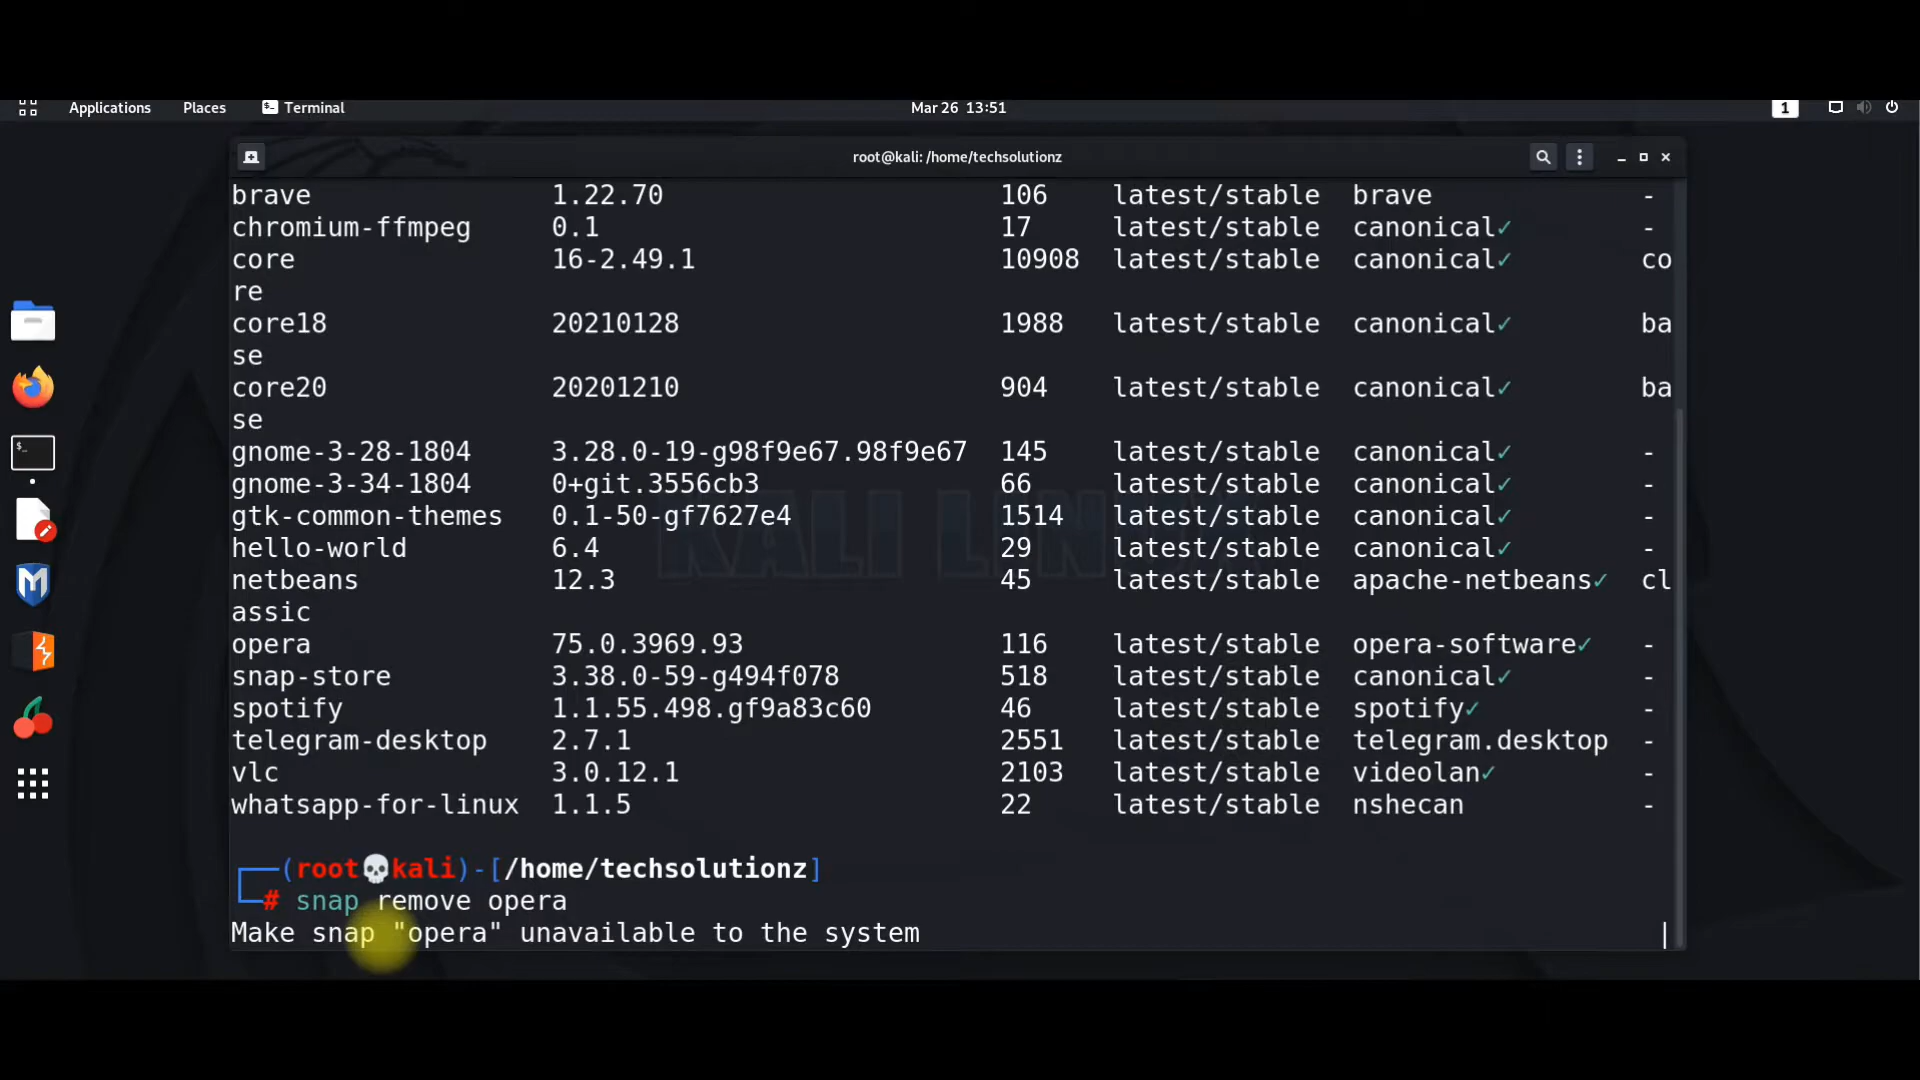 Applications Places Terminal Mar 26 13:51 1
root@kali: /home/techsolutionz
brave 1.22.70 106 latest/stable brave -
chromium-ffmpeg 0.1 17 latest/stable canonical✓ -
core 16-2.49.1 10908 latest/stable canonical✓ co
re
core18 20210128 1988 latest/stable canonical✓ ba
se
core20 20201210 904 latest/stable canonical✓ ba
se
gnome-3-28-1804 3.28.0-19-g98f9e67.98f9e67 145 latest/stable canonical✓ -
gnome-3-34-1804 0+git.3556cb3 66 latest/stable canonical✓ -
gtk-common-themes 0.1-50-gf7627e4 1514 latest/stable canonical✓ -
hello-world 6.4 29 latest/stable canonical✓ -
netbeans 12.3 45 latest/stable apache-netbeans✓ cl
assic
opera 75.0.3969.93 116 latest/stable opera-software✓ -
snap-store 3.38.0-59-g494f078 518 latest/stable canonical✓ -
spotify 1.1.55.498.gf9a83c60 46 latest/stable spotify✓ -
telegram-desktop 2.7.1 2551 latest/stable telegram.desktop -
vlc 3.0.12.1 2103 latest/stable videolan✓ -
whatsapp-for-linux 1.1.5 22 latest/stable nshecan -
┌──(root💀kali)-[/home/techsolutionz]
└─# snap remove opera
Make snap "opera" unavailable to the system |
KALI LINUX